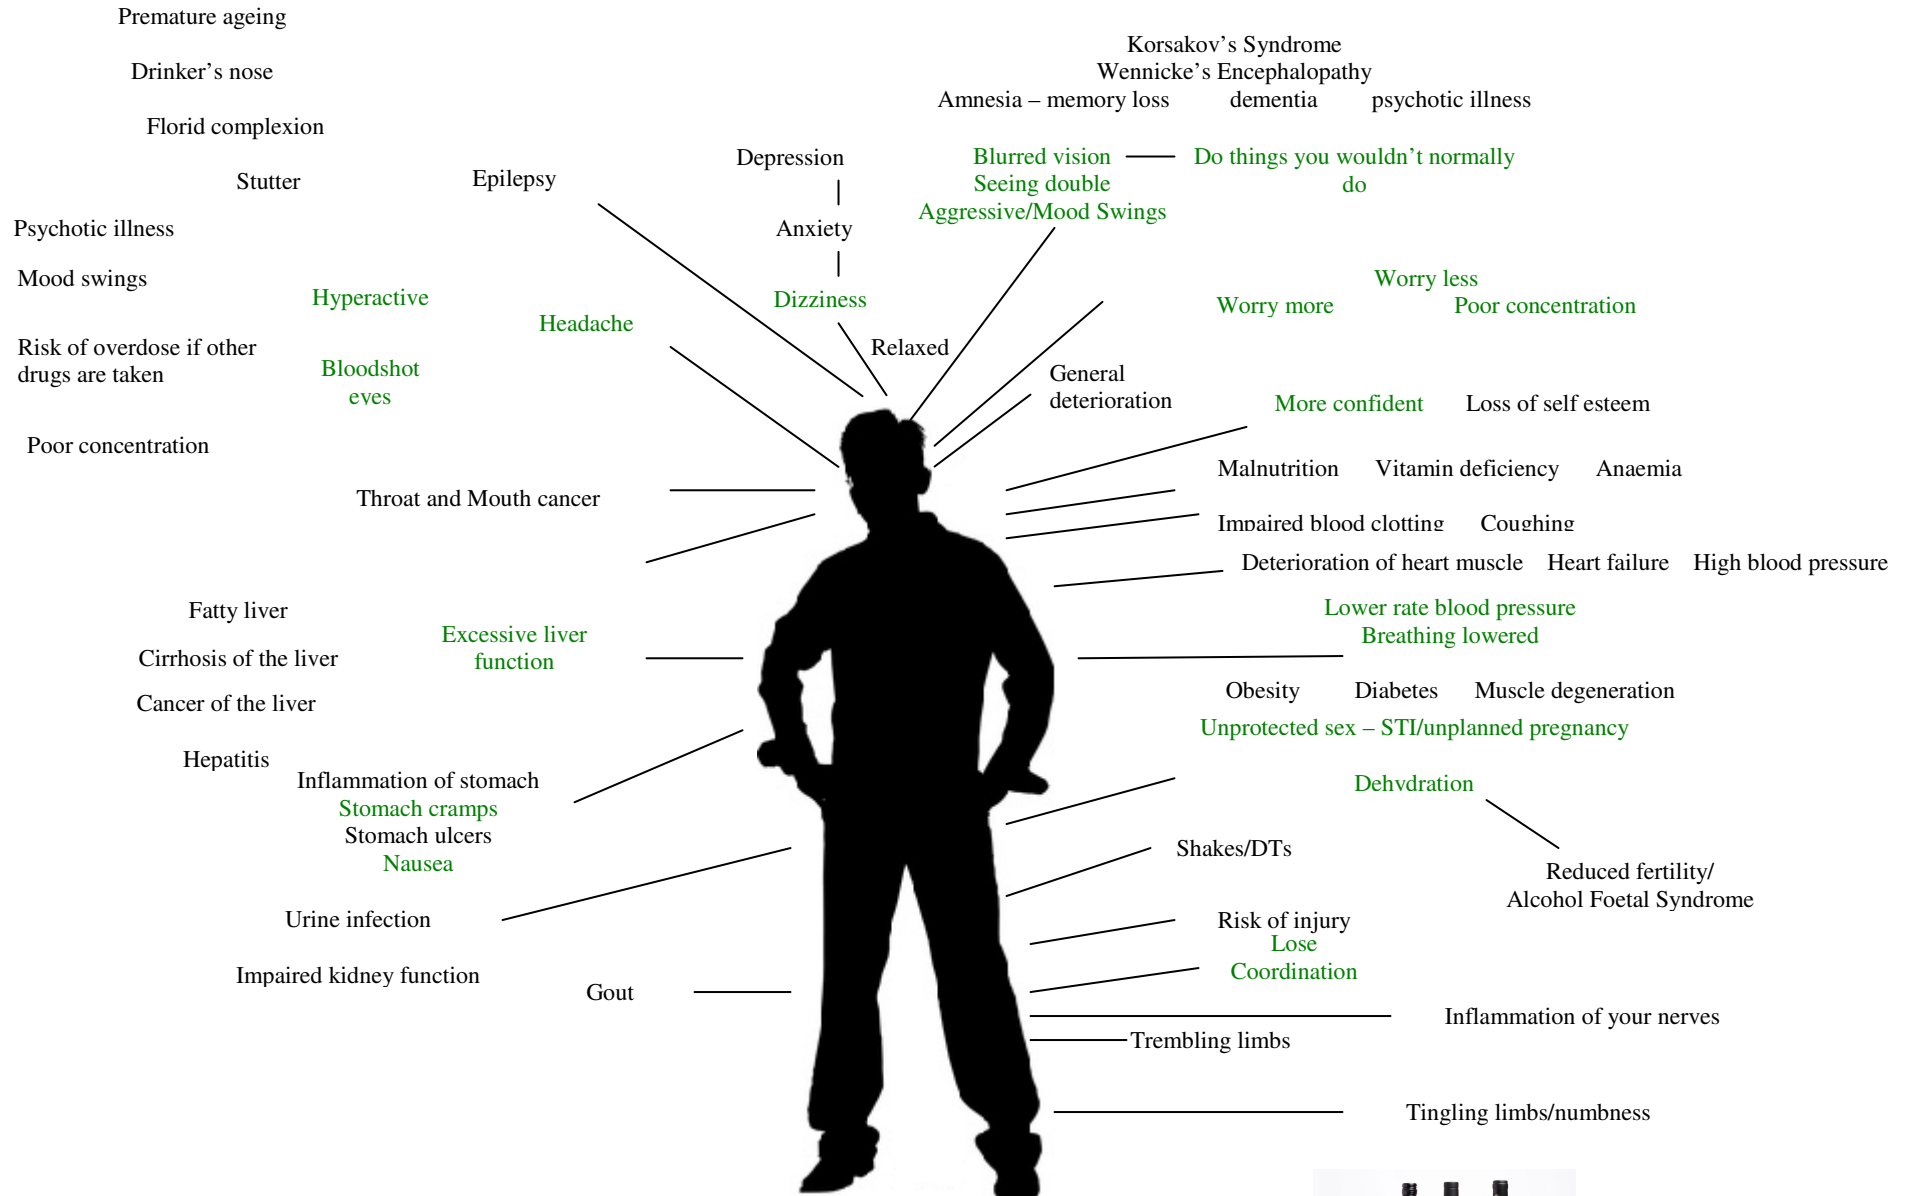 Premature ageing
Drinker’s nose
Florid complexion
Stutter
Epilepsy
Psychotic illness
Mood swings
Hyperactive
Headache
Risk of overdose if other
drugs are taken
Bloodshot
eyes
Poor concentration
Throat and Mouth cancer
Depression
Anxiety
Dizziness
Relaxed
Korsakov’s Syndrome
Wennicke’s Encephalopathy
Amnesia – memory loss dementia psychotic illness
Blurred vision
Seeing double
Aggressive/Mood Swings
Do things you wouldn’t normally
do
Worry less
Worry more Poor concentration
General
deterioration
More confident Loss of self esteem
Malnutrition Vitamin deficiency Anaemia
Impaired blood clotting Coughing
Deterioration of heart muscle Heart failure High blood pressure
Lower rate blood pressure
Breathing lowered
Obesity Diabetes Muscle degeneration
Unprotected sex – STI/unplanned pregnancy
Dehydration
Reduced fertility/
Alcohol Foetal Syndrome
Shakes/DTs
Risk of injury
Lose
Coordination
Inflammation of your nerves
Trembling limbs
Tingling limbs/numbness
Fatty liver
Excessive liver
function
Cirrhosis of the liver
Cancer of the liver
Hepatitis
Inflammation of stomach
Stomach cramps
Stomach ulcers
Nausea
Urine infection
Impaired kidney function
Gout